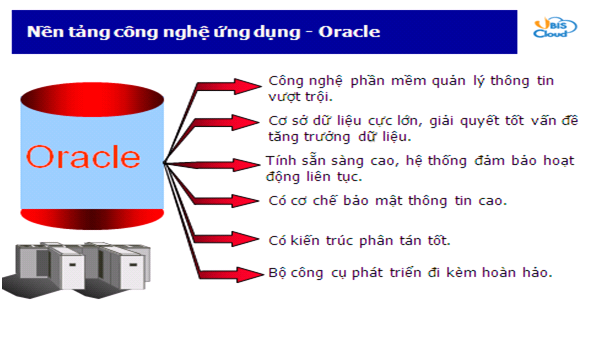 Nền tảng công nghệ ứng dụng - Oracle
BIS
Cloud
Oracle
Công nghệ phần mềm quản lý thông tin
vượt trội.
Cơ sở dữ liệu cực lớn, giải quyết tốt vấn đề
tăng trưởng dữ liệu.
Tính sẵn sàng cao, hệ thống đảm bảo hoạt
động liên tục.
Có cơ chế bảo mật thông tin cao.
Có kiến trúc phân tán tốt.
Bộ công cụ phát triển đi kèm hoàn hảo.